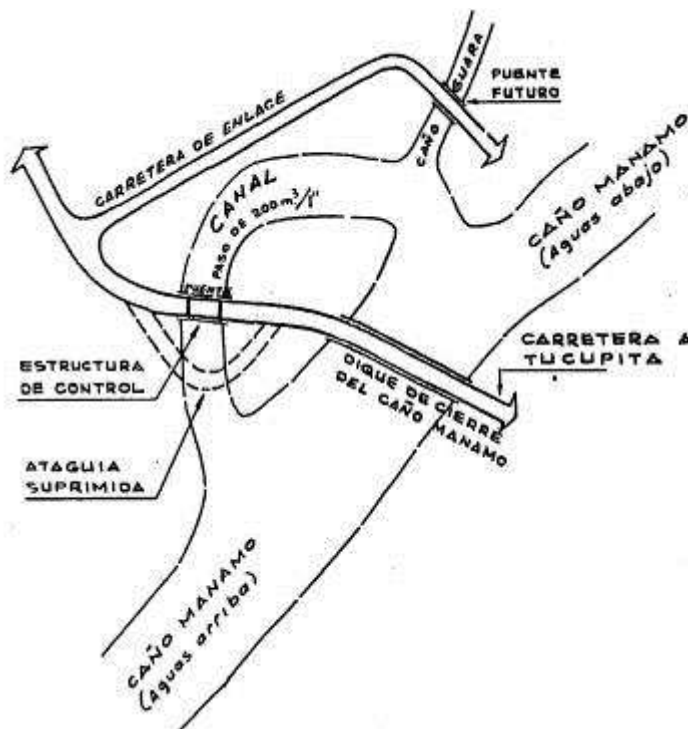 GUARA
CAÑO
PUENTE
FUTURO
CARRETERA DE ENLACE
CANAL
PASO DE 200 m³/1"
CAÑO MANAMO
(Aguas abajo)
PUENTE
ESTRUCTURA
DE CONTROL
CARRETERA A
TUCUPITA
DIQUE DE CIERRE
DEL CAÑO MANAMO
ATAGUIA
SUPRIMIDA
CAÑO MANAMO
(Aguas arriba)